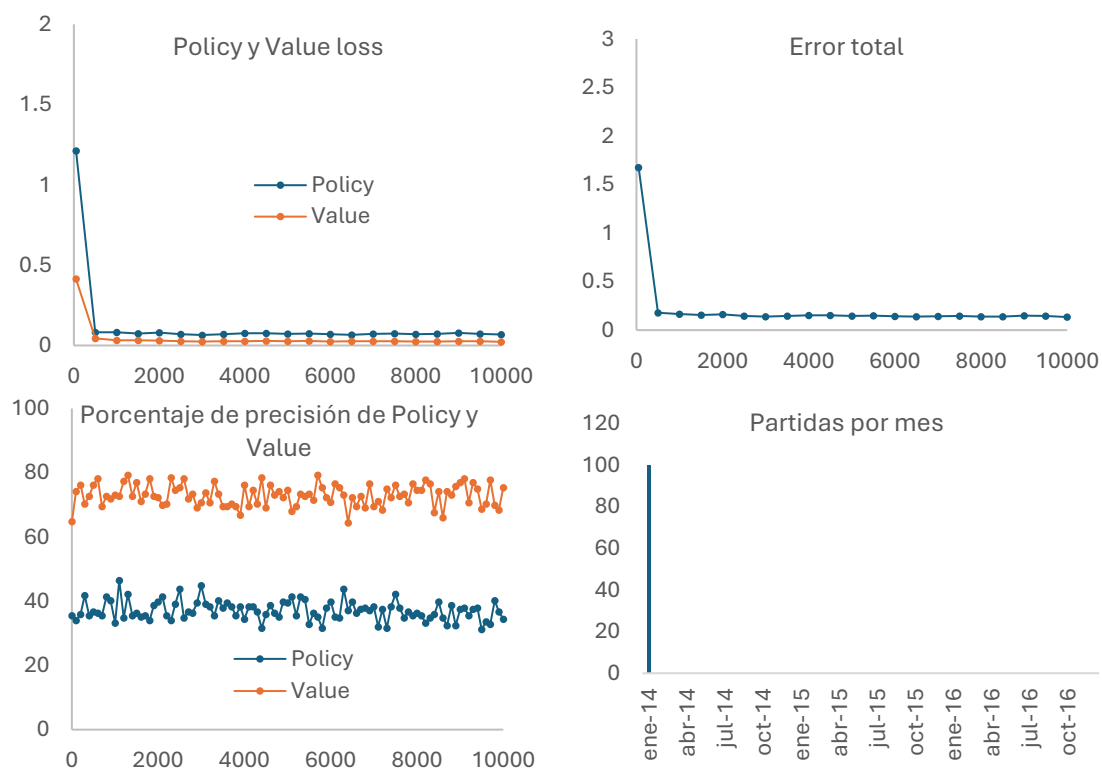 Policy y Value loss
2
1.5
1
0.5
0
0 2000 4000 6000 8000 10000
Policy
Value
Error total
3
2.5
2
1.5
1
0.5
0
0 2000 4000 6000 8000 10000
Porcentaje de precisión de Policy y
Value
100
80
60
40
20
0
0 2000 4000 6000 8000 10000
Policy
Value
Partidas por mes
120
100
80
60
40
20
0
ene-14
abr-14
jul-14
oct-14
ene-15
abr-15
jul-15
oct-15
ene-16
abr-16
jul-16
oct-16